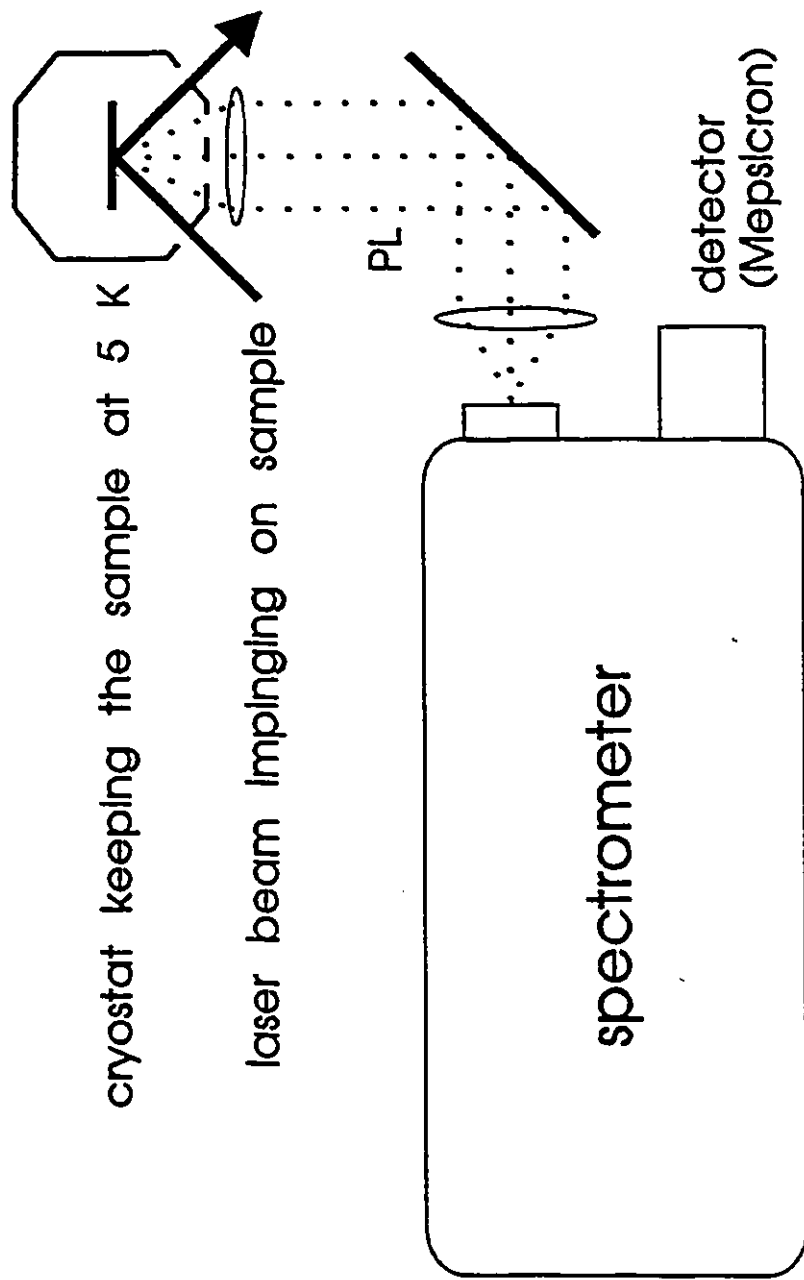 cryostat keeping the sample at 5 K
laser beam impinging on sample
PL
spectrometer
detector
(Mepsicron)